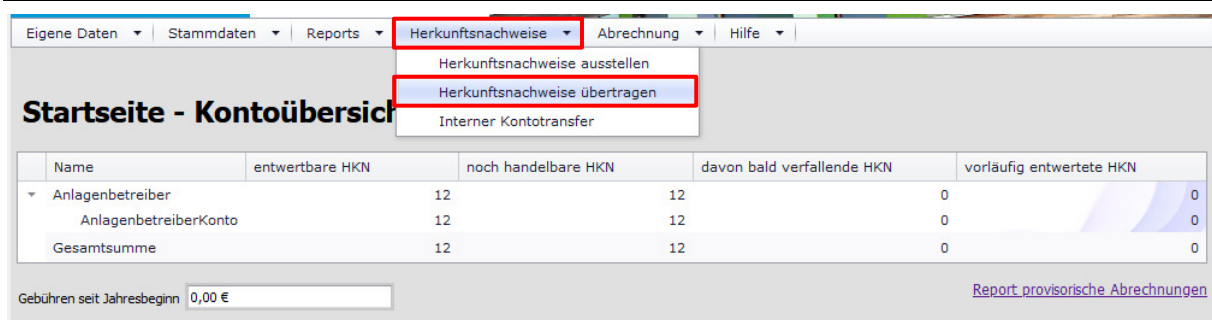 Eigene Daten Stammdaten Reports Herkunftsnachweise Abrechnung Hilfe
Herkunftsnachweise ausstellen
Herkunftsnachweise übertragen
Interner Kontotransfer
Startseite - Kontoübersich
Name entwertbare HKN noch handelbare HKN davon bald verfallende HKN vorläufig entwertete HKN
Anlagenbetreiber 12 12 0 0
AnlagenbetreiberKonto 12 12 0 0
Gesamtsumme 12 12 0 0
Gebühren seit Jahresbeginn 0,00 € Report provisorische Abrechnungen